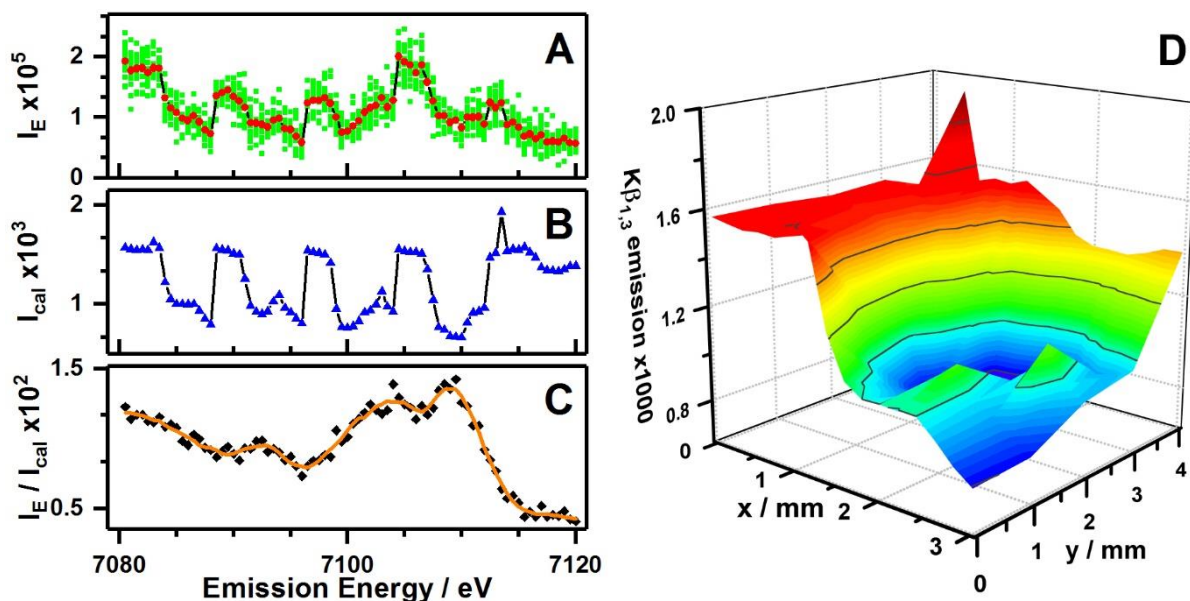 A
I_E x10^5
2
1
0
B
I_cal x10^3
2
1
C
I_E / I_cal x10^2
1.5
0.5
7080 7100 7120
Emission Energy / eV
D
Kβ_1,3 emission x1000
2.0
1.6
1.2
0.8
0
1
2
3
x / mm
0
1
2
3
4
y / mm